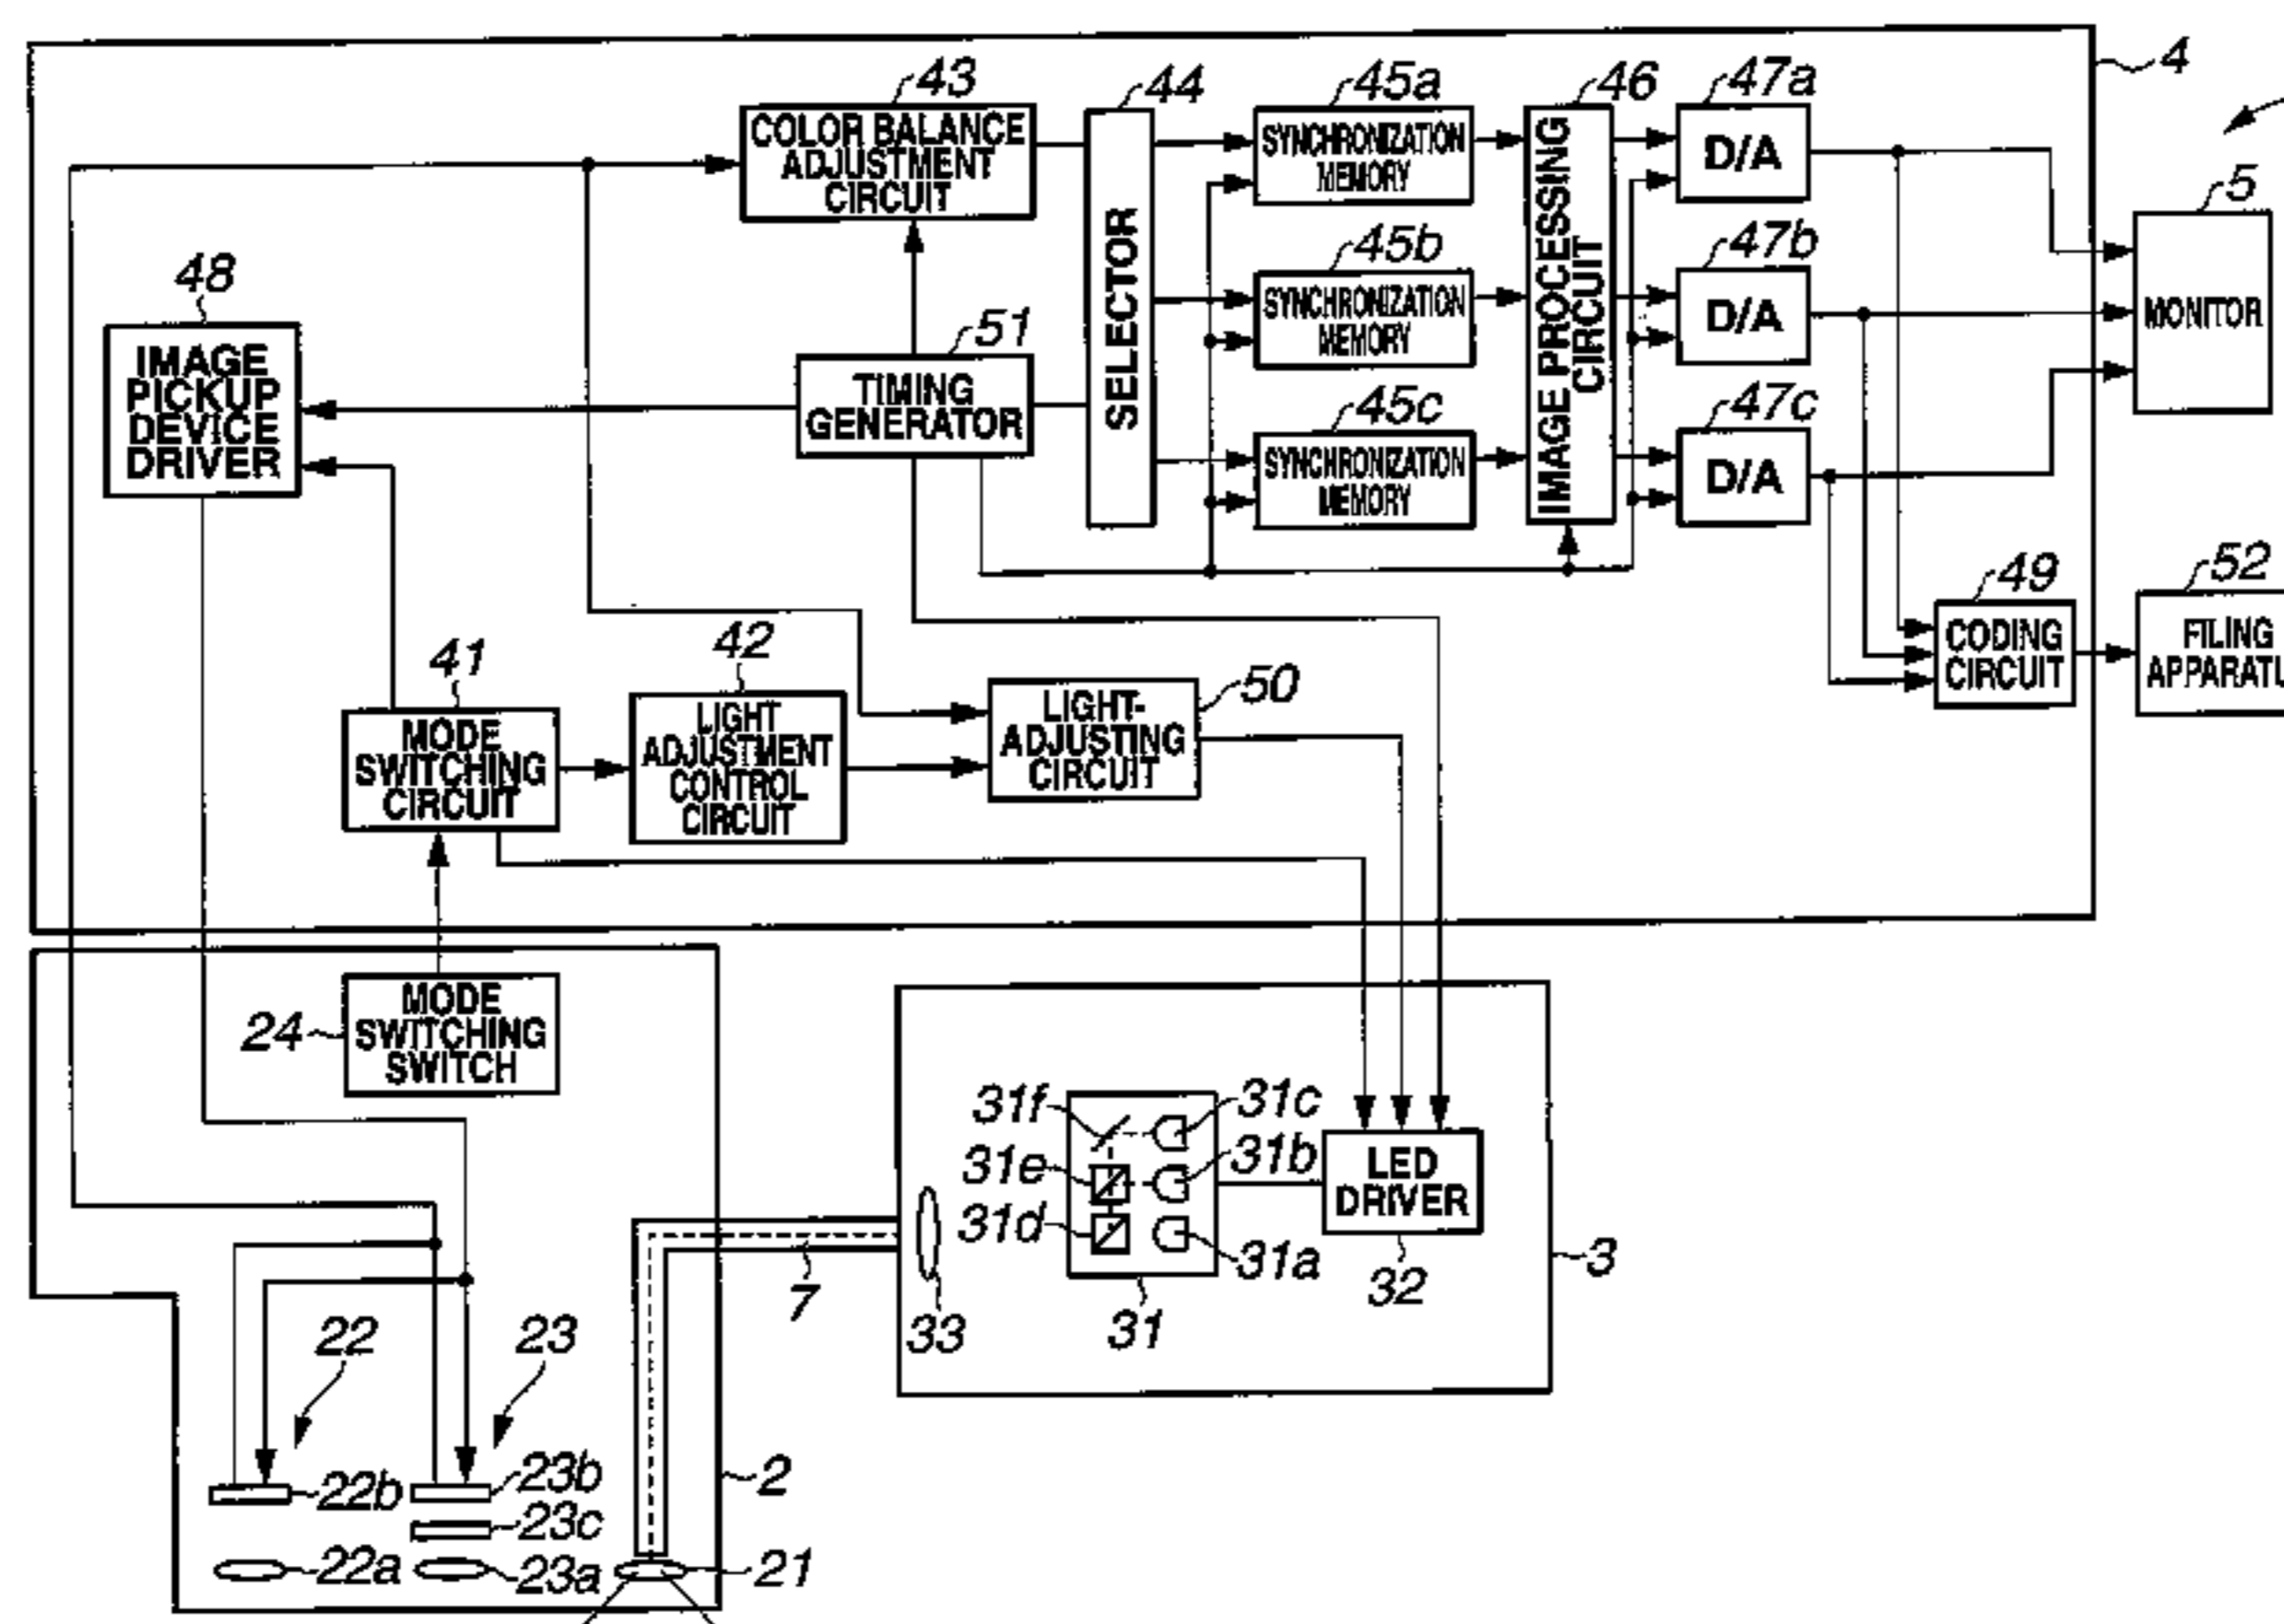 4
43
COLOR BALANCE
ADJUSTMENT
CIRCUIT
44
SELECTOR
45a
SYNCHRONIZATION
MEMORY
45b
SYNCHRONIZATION
MEMORY
45c
SYNCHRONIZATION
MEMORY
46
IMAGE PROCESSING
CIRCUIT
47a
D/A
47b
D/A
47c
D/A
5
MONITOR
48
IMAGE
PICKUP
DEVICE
DRIVER
51
TIMING
GENERATOR
49
CODING
CIRCUIT
52
FILING
APPARATU
41
MODE
SWITCHING
CIRCUIT
42
LIGHT
ADJUSTMENT
CONTROL
CIRCUIT
50
LIGHT-
ADJUSTING
CIRCUIT
24
MODE
SWITCHING
SWITCH
31f
31c
31e
31b
31d
31a
31
LED
DRIVER
32
3
33
7
22
23
22b
23b
23c
22a
23a
21
2